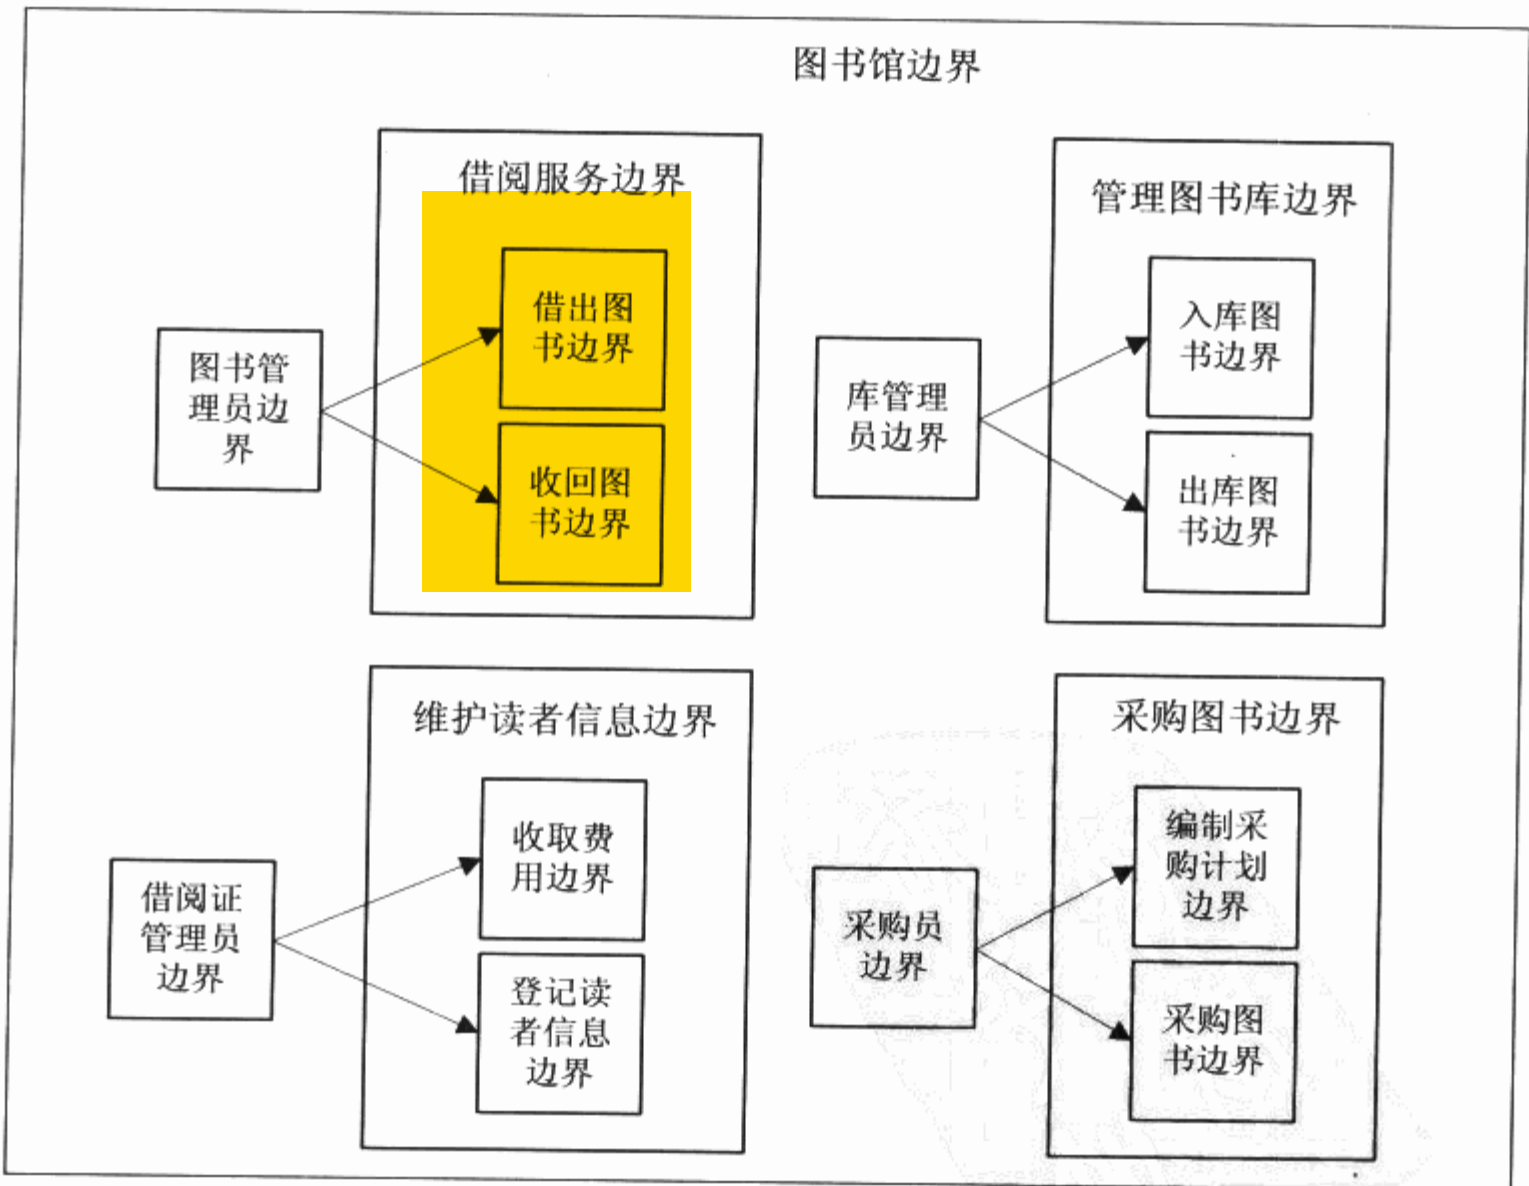 图书馆边界
借阅服务边界
借出图
书边界
图书管
理员边
界
收回图
书边界
管理图书库边界
入库图
书边界
库管理
员边界
出库图
书边界
维护读者信息边界
收取费
用边界
借阅证
管理员
边界
登记读
者信息
边界
采购图书边界
编制采
购计划
边界
采购员
边界
采购图
书边界